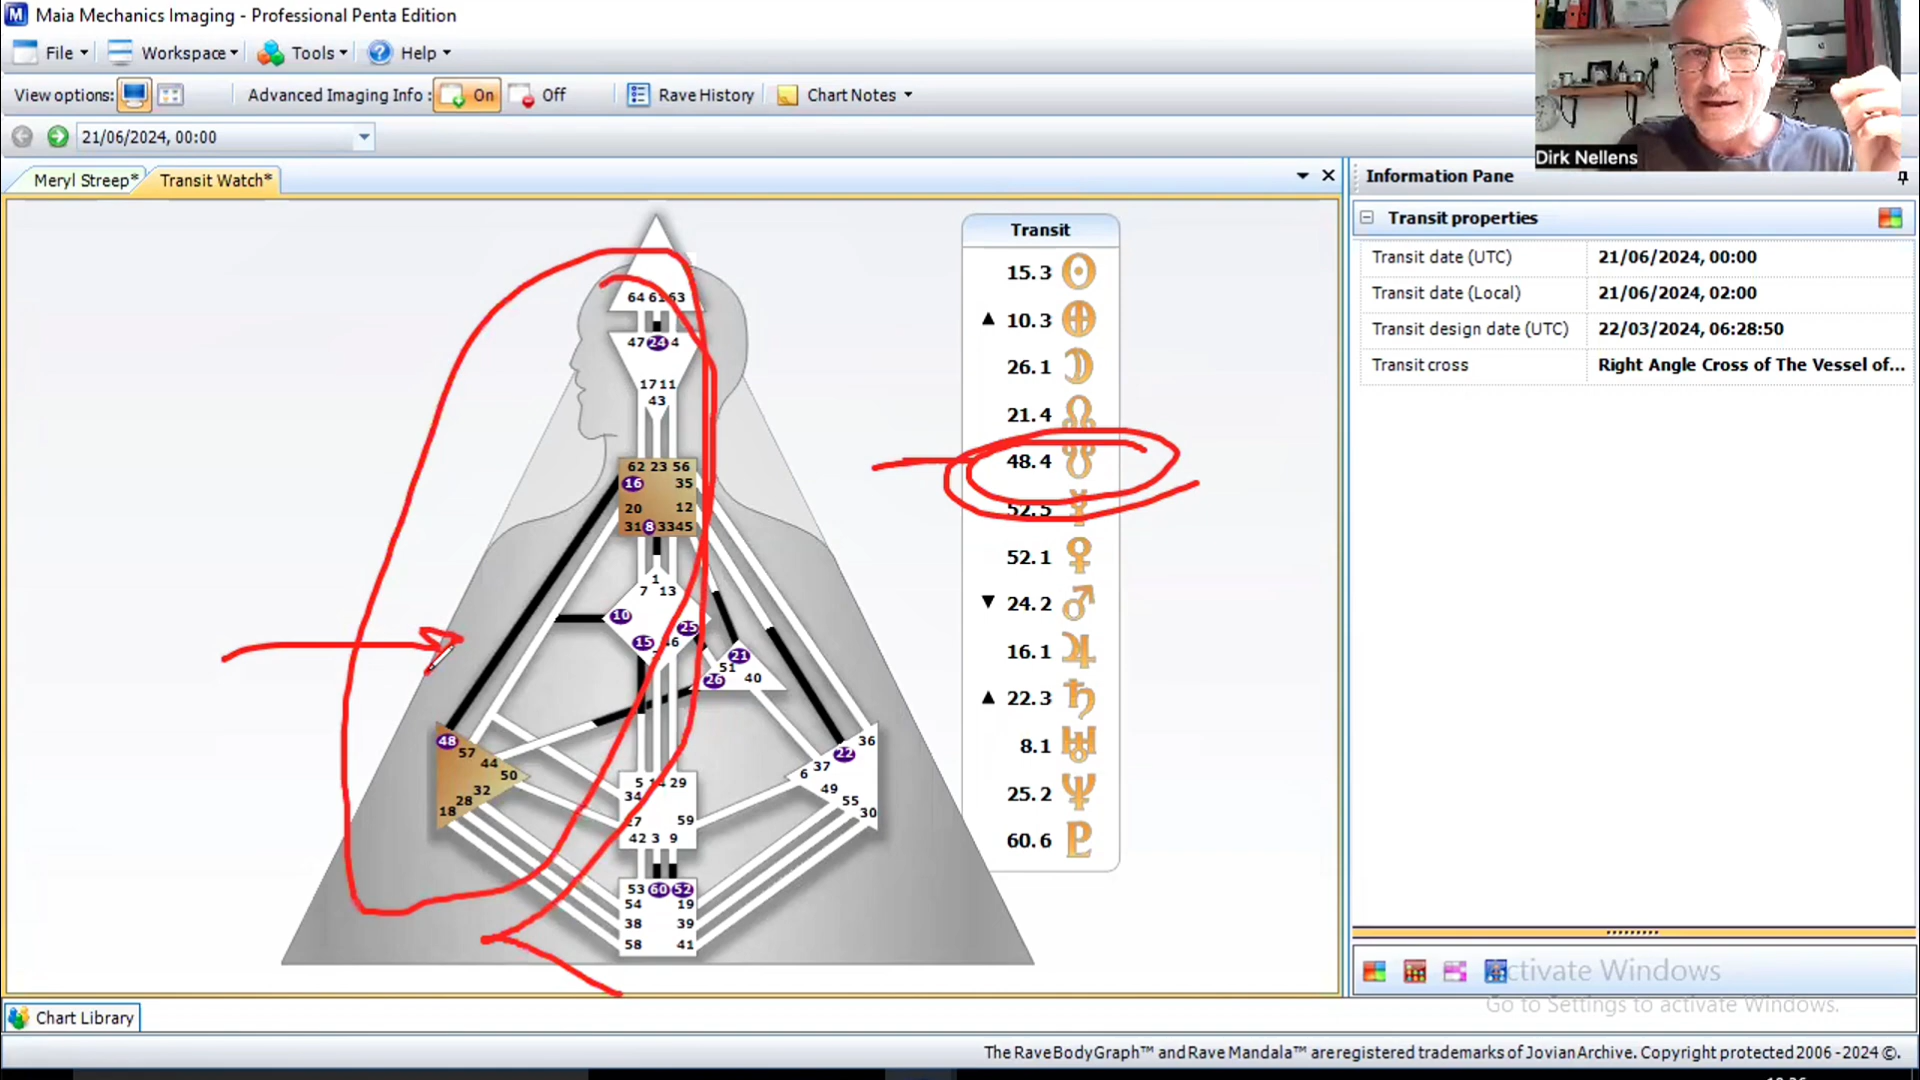 Maia Mechanics Imaging - Professional Penta Edition
File Workspace Tools Help
View options: Advanced Imaging Info : On Off Rave History Chart Notes
21/06/2024, 00:00
Dirk Nellens
Meryl Streep* Transit Watch*
64 61 63
47 24 4
17 11
43
62 23 56
16 35
20 12
31 8 33 45
1
7 13
10 25
15 46
21
51
26 40
48
57
44
50
32
28
18
36
22
37
6
49
55
30
5 14 29
34
27 59
42 3 9
53 60 52
54 19
38 39
58 41
Transit
15.3
▲ 10.3
26.1
21.4
48.4
52.5
52.1
▼ 24.2
16.1
▲ 22.3
8.1
25.2
60.6
Information Pane
Transit properties
Transit date (UTC) 21/06/2024, 00:00
Transit date (Local) 21/06/2024, 02:00
Transit design date (UTC) 22/03/2024, 06:28:50
Transit cross Right Angle Cross of The Vessel of...
ctivate Windows
Go to Settings to activate Windows.
Chart Library
The RaveBodyGraph™ and Rave Mandala™ are registered trademarks of Jovian Archive. Copyright protected 2006 - 2024 ©.